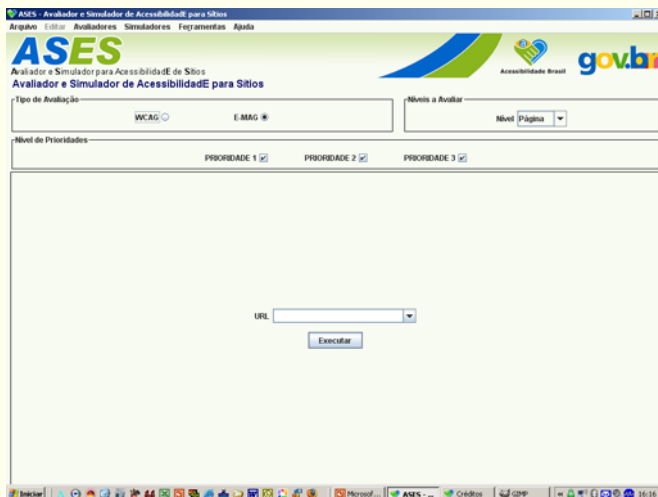 ASES - Avaliador e Simulador de AcessibilidadE para Sítios
Arquivo Editar Avaliadores Simuladores Ferramentas Ajuda
ASES
Avaliador e Simulador para AcessibilidadE de Sítios
Acessibilidade Brasil
gov.br
Avaliador e Simulador de AcessibilidadE para Sítios
Tipo de Avaliação
Níveis a Avaliar
WCAG E-MAG
Nível Página
Nível de Prioridades
PRIORIDADE 1 PRIORIDADE 2 PRIORIDADE 3
URL
Executar
Iniciar Microsof... ASES - ... Créditos GIMP 16:16